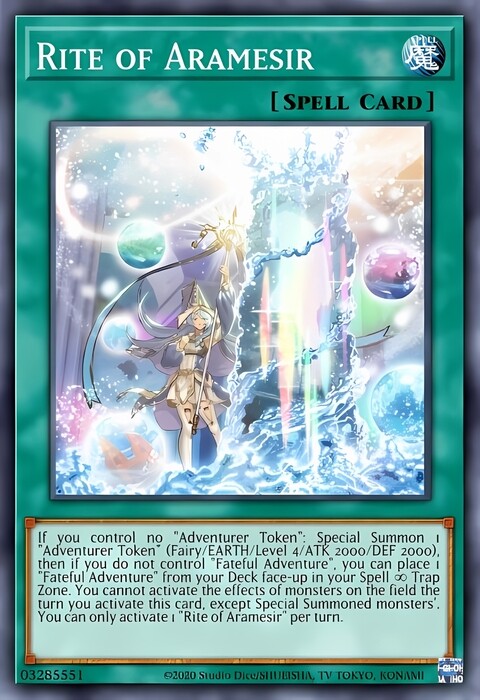 RITE OF ARAMESIR
魔
[SPELL CARD]
If you control no "Adventurer Token": Special Summon 1
"Adventurer Token" (Fairy/EARTH/Level 4/ATK 2000/DEF 2000),
then if you do not control "Fateful Adventure", you can place 1
"Fateful Adventure" from your Deck face-up in your Spell ∞ Trap
Zone. You cannot activate the effects of monsters on the field the
turn you activate this card, except Special Summoned monsters'.
You can only activate 1 "Rite of Aramesir" per turn.
03285551
©2020 Studio Dice/SHUEISHA, TV TOKYO, KONAMI